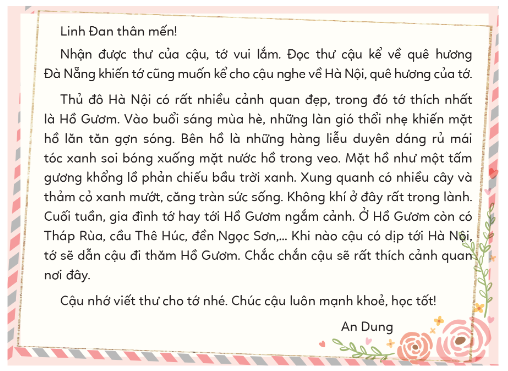 Linh Đan thân mến!
Nhận được thư của cậu, tớ vui lắm. Đọc thư cậu kể về quê hương
Đà Nẵng khiến tớ cũng muốn kể cho cậu nghe về Hà Nội, quê hương của tớ.
Thủ đô Hà Nội có rất nhiều cảnh quan đẹp, trong đó tớ thích nhất
là Hồ Gươm. Vào buổi sáng mùa hè, những làn gió thổi nhẹ khiến mặt
hồ lăn tăn gợn sóng. Bên hồ là những hàng liễu duyên dáng rủ mái
tóc xanh soi bóng xuống mặt nước hồ trong veo. Mặt hồ như một tấm
gương khổng lồ phản chiếu bầu trời xanh. Xung quanh có nhiều cây và
thảm cỏ xanh mướt, căng tràn sức sống. Không khí ở đây rất trong lành.
Cuối tuần, gia đình tớ hay tới Hồ Gươm ngắm cảnh. Ở Hồ Gươm còn có
Tháp Rùa, cầu Thê Húc, đền Ngọc Sơn,... Khi nào cậu có dịp tới Hà Nội,
tớ sẽ dẫn cậu đi thăm Hồ Gươm. Chắc chắn cậu sẽ rất thích cảnh quan
nơi đây.
Cậu nhớ viết thư cho tớ nhé. Chúc cậu luôn mạnh khoẻ, học tốt!
An Dung